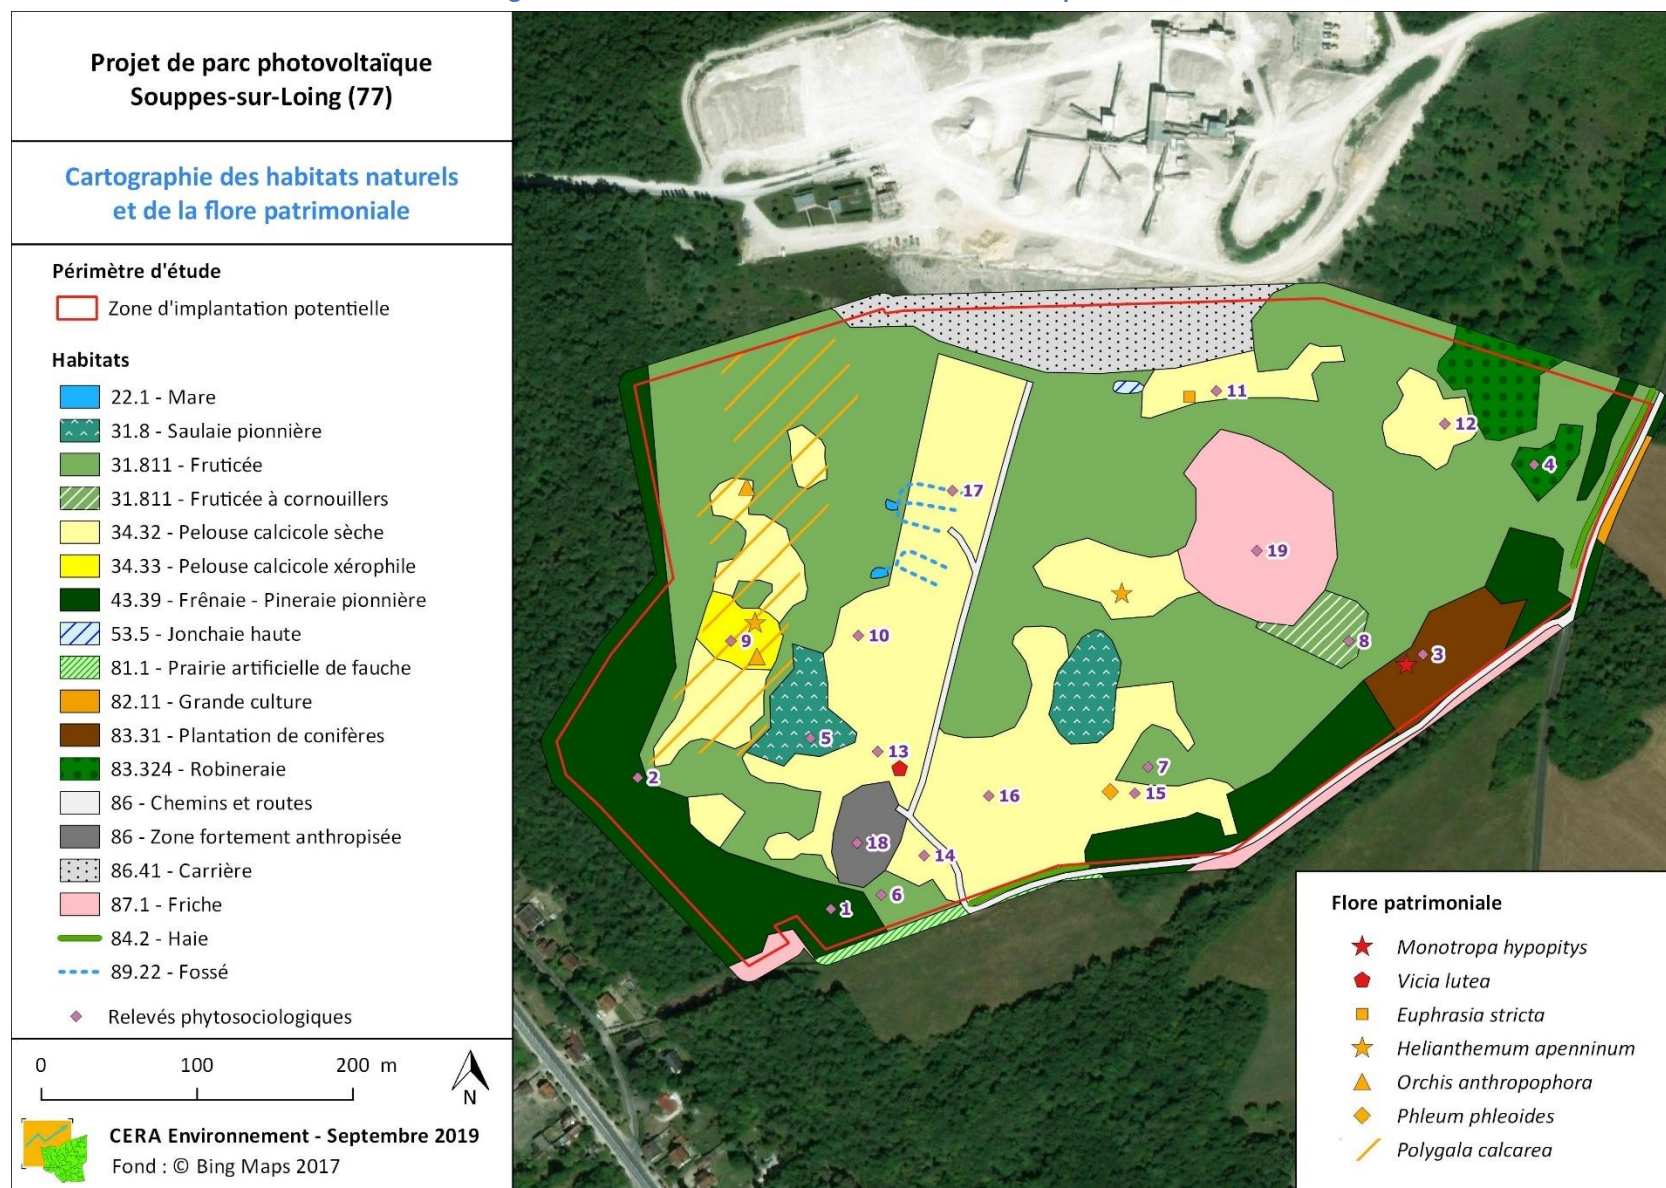 Projet de parc photovoltaïque
Souppes-sur-Loing (77)
Cartographie des habitats naturels
et de la flore patrimoniale
Périmètre d'étude
Zone d'implantation potentielle
Habitats
22.1 - Mare
31.8 - Saulaie pionnière
31.811 - Fruticée
31.811 - Fruticée à cornouillers
34.32 - Pelouse calcicole sèche
34.33 - Pelouse calcicole xérophile
43.39 - Frênaie - Pineraie pionnière
53.5 - Jonchaie haute
81.1 - Prairie artificielle de fauche
82.11 - Grande culture
83.31 - Plantation de conifères
83.324 - Robineraie
86 - Chemins et routes
86 - Zone fortement anthropisée
86.41 - Carrière
87.1 - Friche
84.2 - Haie
89.22 - Fossé
Relevés phytosociologiques
0 100 200 m
N
CERA Environnement - Septembre 2019
Fond : © Bing Maps 2017
11
12
4
17
19
9
10
8
3
5
13
7
2
16
15
18
14
6
1
Flore patrimoniale
Monotropa hypopitys
Vicia lutea
Euphrasia stricta
Helianthemum apenninum
Orchis anthropophora
Phleum phleoides
Polygala calcarea